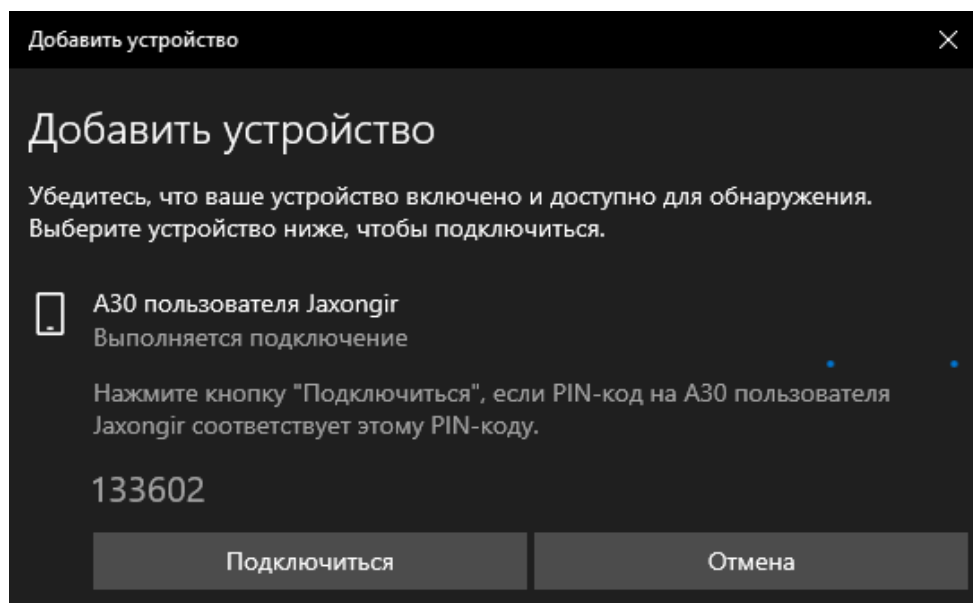 Добавить устройство
Добавить устройство
Убедитесь, что ваше устройство включено и доступно для обнаружения.
Выберите устройство ниже, чтобы подключиться.
A30 пользователя Jaxongir
Выполняется подключение
Нажмите кнопку "Подключиться", если PIN-код на A30 пользователя
Jaxongir соответствует этому PIN-коду.
133602
Подключиться
Отмена